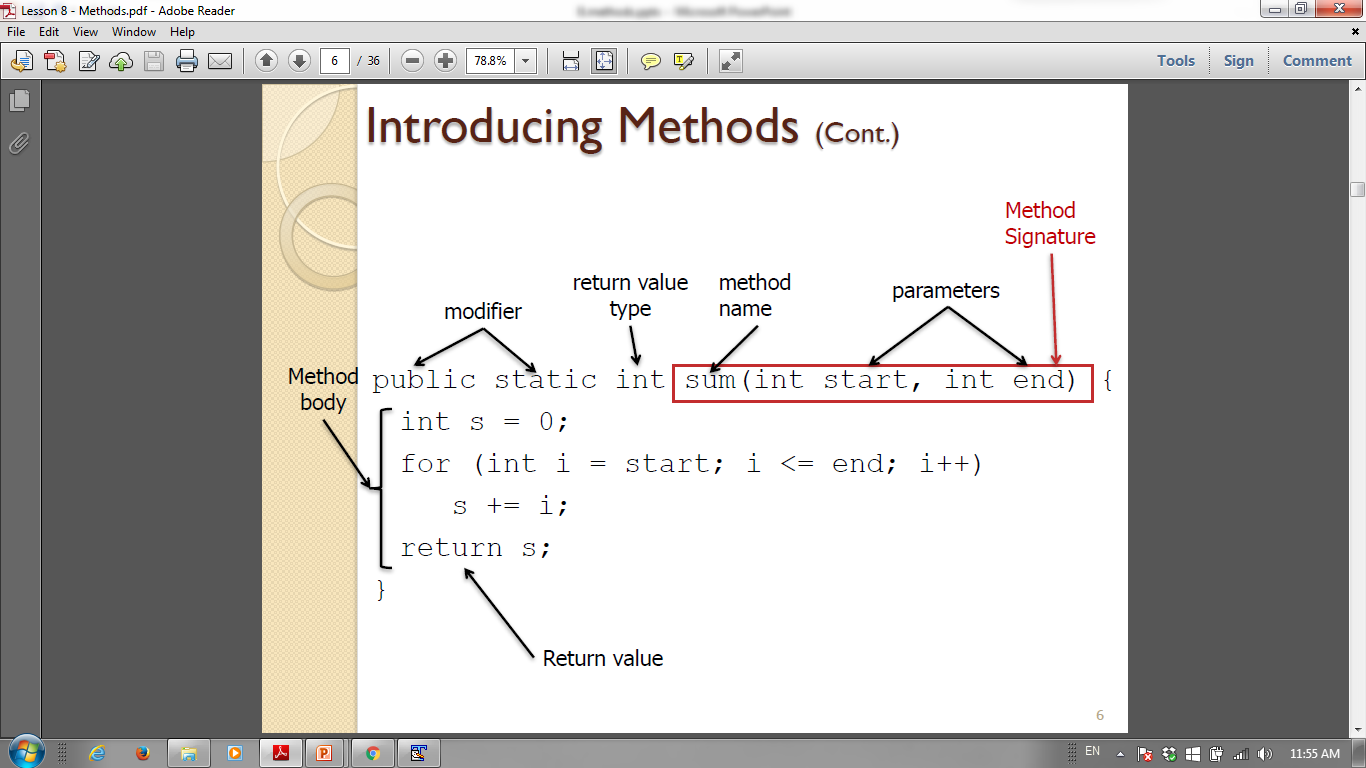 Lesson 8 - Methods.pdf - Adobe Reader
File Edit View Window Help
6 / 36 78.8% Tools Sign Comment
Introducing Methods (Cont.)
Method
Signature
return value
type
method
name
parameters
modifier
Method
body
public static int sum(int start, int end) {
int s = 0;
for (int i = start; i <= end; i++)
s += i;
return s;
}
Return value
6
EN 11:55 AM